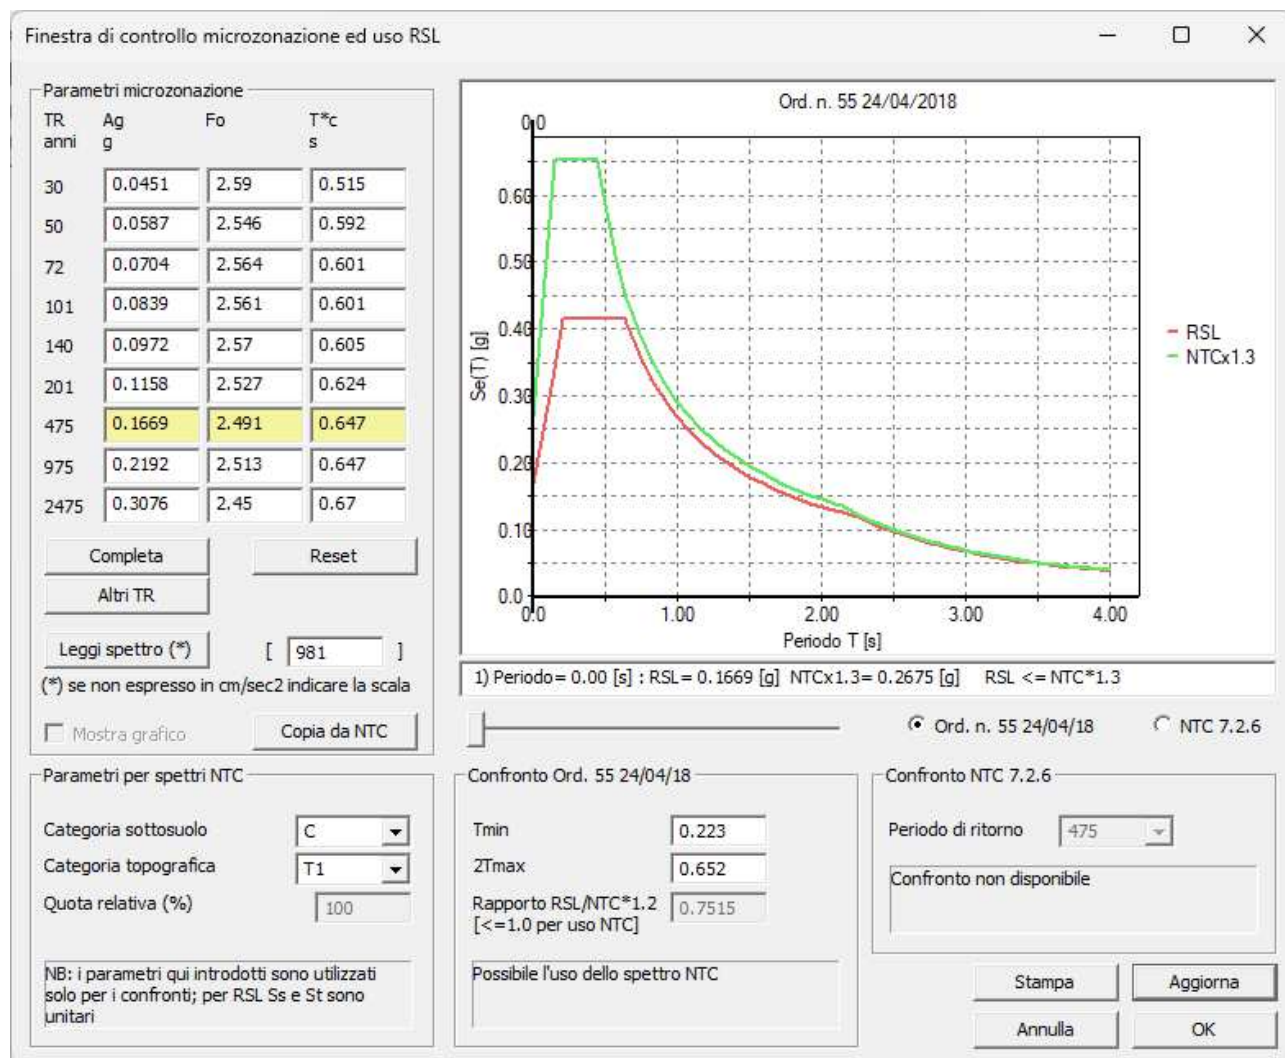 Finestra di controllo microzonazione ed uso RSL
Parametri microzonazione
TR Ag Fo T*c
anni g s
30 0.0451 2.59 0.515
50 0.0587 2.546 0.592
72 0.0704 2.564 0.601
101 0.0839 2.561 0.601
140 0.0972 2.57 0.605
201 0.1158 2.527 0.624
475 0.1669 2.491 0.647
975 0.2192 2.513 0.647
2475 0.3076 2.45 0.67
Completa Reset
Altri TR
Leggi spettro (*) [ 981 ]
(*) se non espresso in cm/sec2 indicare la scala
Mostra grafico Copia da NTC
Ord. n. 55 24/04/2018
0.0
0.60
0.50
0.40
0.30
0.20
0.10
0.0
Se(T) [g]
0.0 1.00 2.00 3.00 4.00
Periodo T [s]
RSL
NTCx1.3
1) Periodo= 0.00 [s] : RSL= 0.1669 [g] NTCx1.3= 0.2675 [g] RSL <= NTC*1.3
Ord. n. 55 24/04/18 NTC 7.2.6
Parametri per spettri NTC
Categoria sottosuolo C
Categoria topografica T1
Quota relativa (%) 100
NB: i parametri qui introdotti sono utilizzati
solo per i confronti; per RSL Ss e St sono
unitari
Confronto Ord. 55 24/04/18
Tmin 0.223
2Tmax 0.652
Rapporto RSL/NTC*1.2 0.7515
[<=1.0 per uso NTC]
Possibile l'uso dello spettro NTC
Confronto NTC 7.2.6
Periodo di ritorno 475
Confronto non disponibile
Stampa Aggiorna
Annulla OK